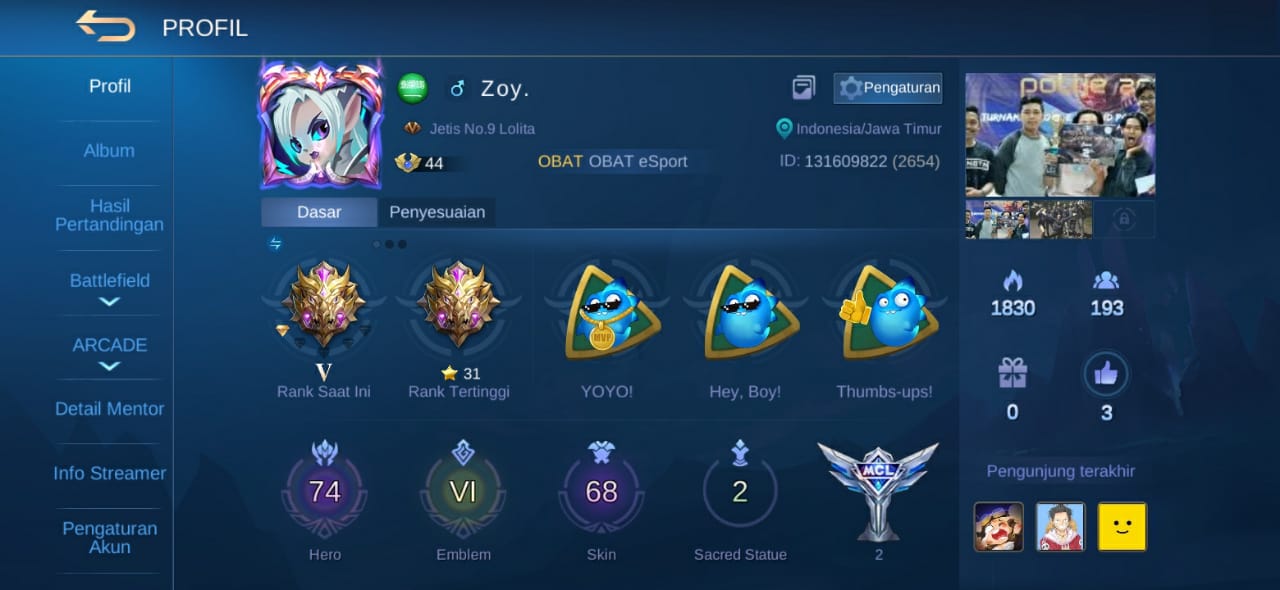 PROFIL
Profil
Album
Hasil
Pertandingan
Battlefield
ARCADE
Detail Mentor
Info Streamer
Pengaturan
Akun
Zoy.
Pengaturan
Jetis No.9 Lolita
Indonesia/Jawa Timur
44
OBAT OBAT eSport
ID: 131609822 (2654)
Dasar
Penyesuaian
V
Rank Saat Ini
31
Rank Tertinggi
MVP
YOYO!
Hey, Boy!
Thumbs-ups!
74
Hero
VI
Emblem
68
Skin
2
Sacred Statue
MCL
2
1830
193
0
3
Pengunjung terakhir